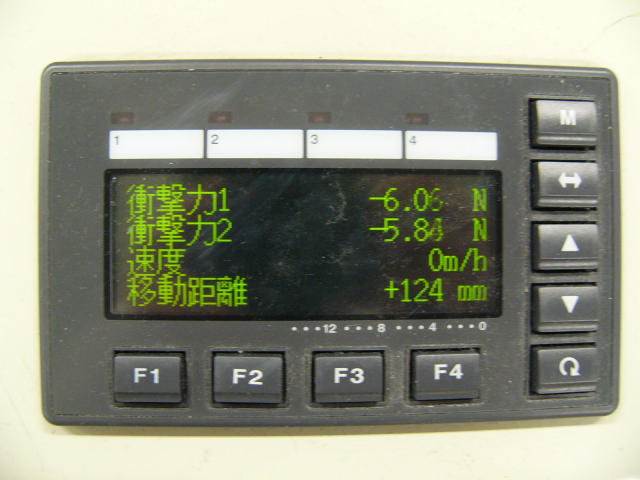 1 2 3 4
M
衝撃力1 -6.06 N
衝撃力2 -5.84 N
速度 0m/h
移動距離 +124 mm
•••12•••8•••4•••0
F1 F2 F3 F4